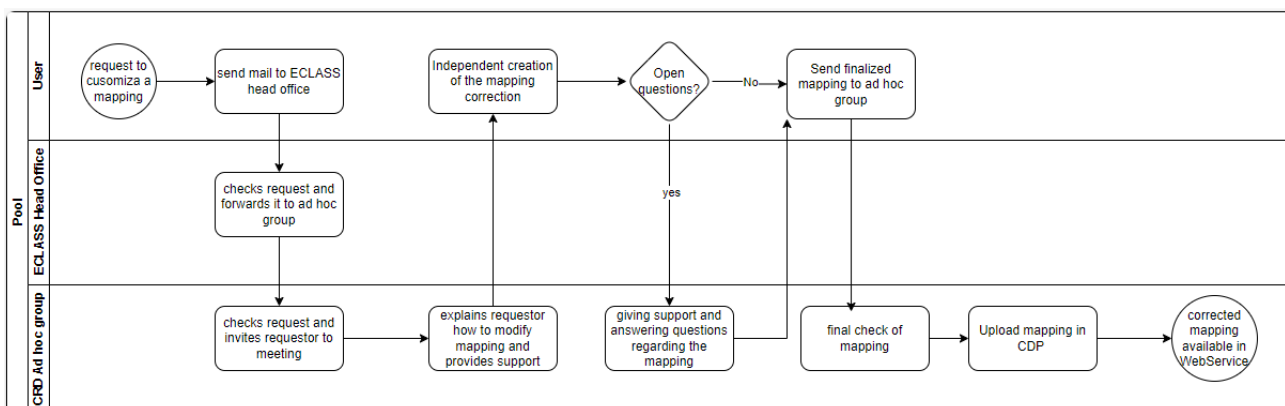 Pool
User
request to
cusomiza a
mapping
send mail to ECLASS
head office
Independent creation
of the mapping
correction
Open
questions?
No
Send finalized
mapping to ad hoc
group
ECLASS Head Office
checks request and
forwards it to ad hoc
group
yes
CRD Ad hoc group
checks request and
invites requestor to
meeting
explains requestor
how to modify
mapping and
provides support
giving support and
answering questions
regarding the
mapping
final check of
mapping
Upload mapping in
CDP
corrected
mapping
available in
WebService